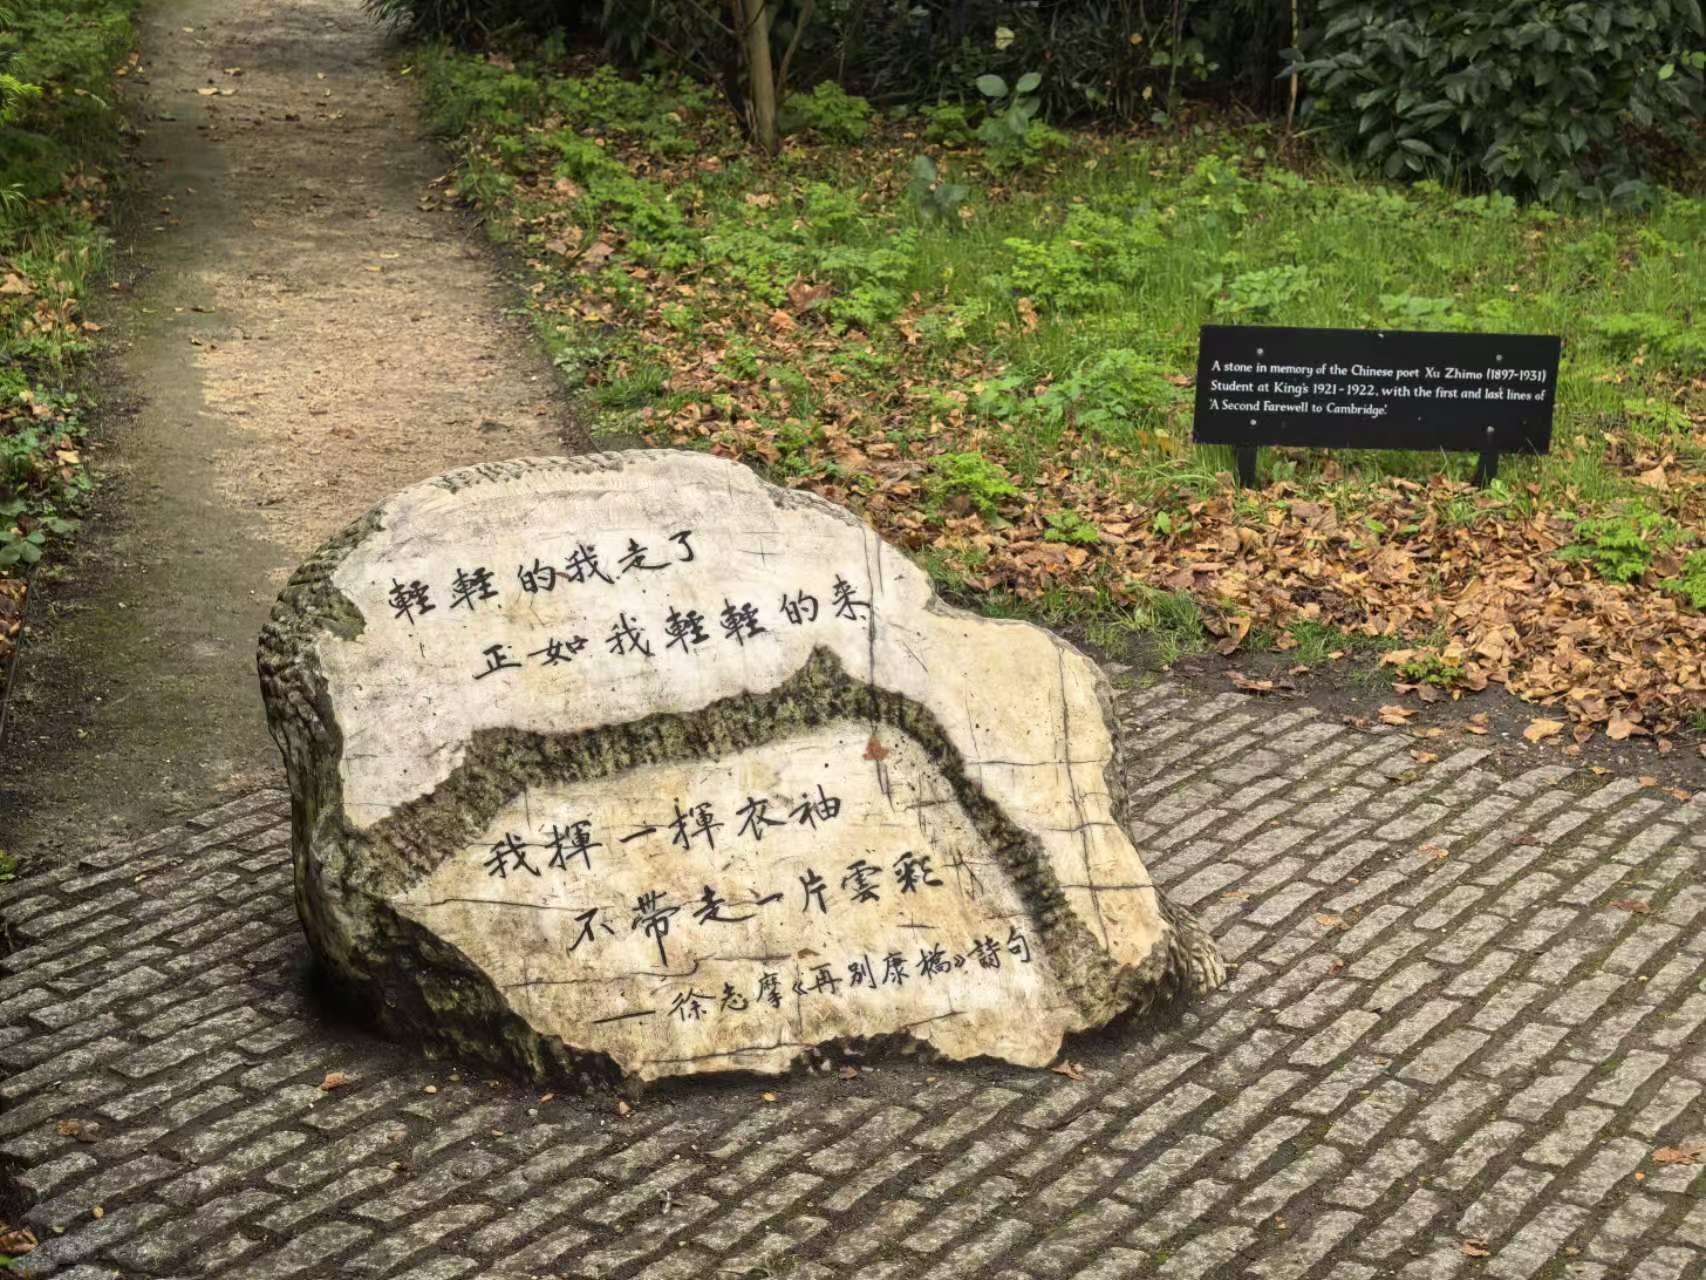 輕輕的我走了
正如我輕輕的来
我揮一揮衣袖
不帶走一片雲彩
——徐志摩《再别康橋》詩句
A stone in memory of the Chinese poet Xu Zhimo (1897-1931)
Student at King's 1921-1922, with the first and last lines of
'A Second Farewell to Cambridge.'